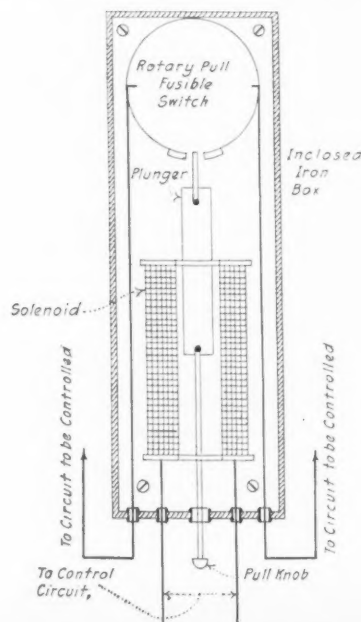 Rotary Pull
Fusible
Switch
Inclosed
Iron
Box
Plunger
Solenoid
To Circuit to be Controlled
To Circuit to be Controlled
To Control
Circuit,
Pull Knob